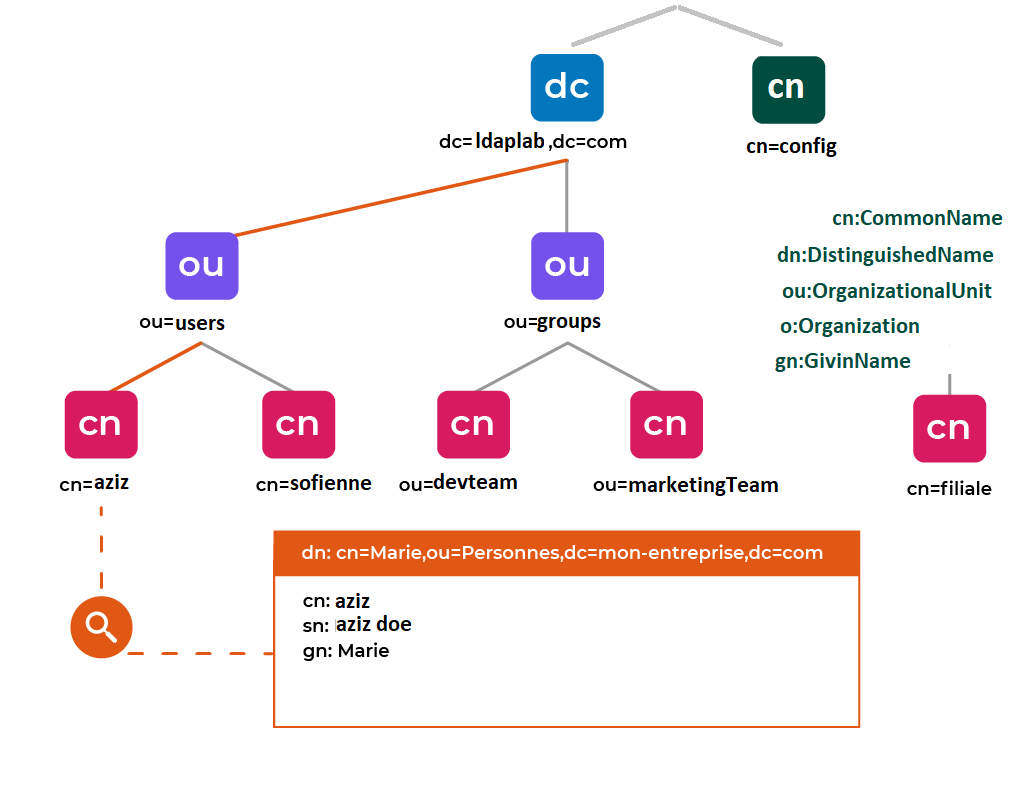 dc
cn
dc=ldaplab ,dc=com
cn=config
cn:CommonName
dn:DistinguishedName
ou:OrganizationalUnit
o:Organization
gn:GivinName
ou
ou
ou=users
ou=groups
cn
cn
cn
cn
cn
cn=aziz
cn=sofienne
ou=devteam
ou=marketingTeam
cn=filiale
dn: cn=Marie,ou=Personnes,dc=mon-entreprise,dc=com
cn: aziz
sn: aziz doe
gn: Marie